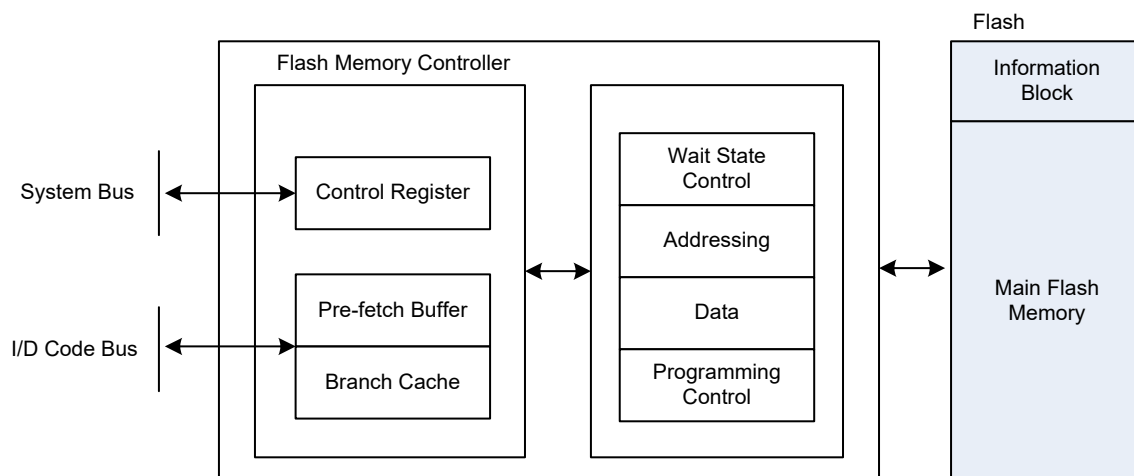 Flash
Flash Memory Controller
Information
Block
System Bus
Control Register
I/D Code Bus
Pre-fetch Buffer
Branch Cache
Wait State
Control
Addressing
Data
Programming
Control
Main Flash
Memory